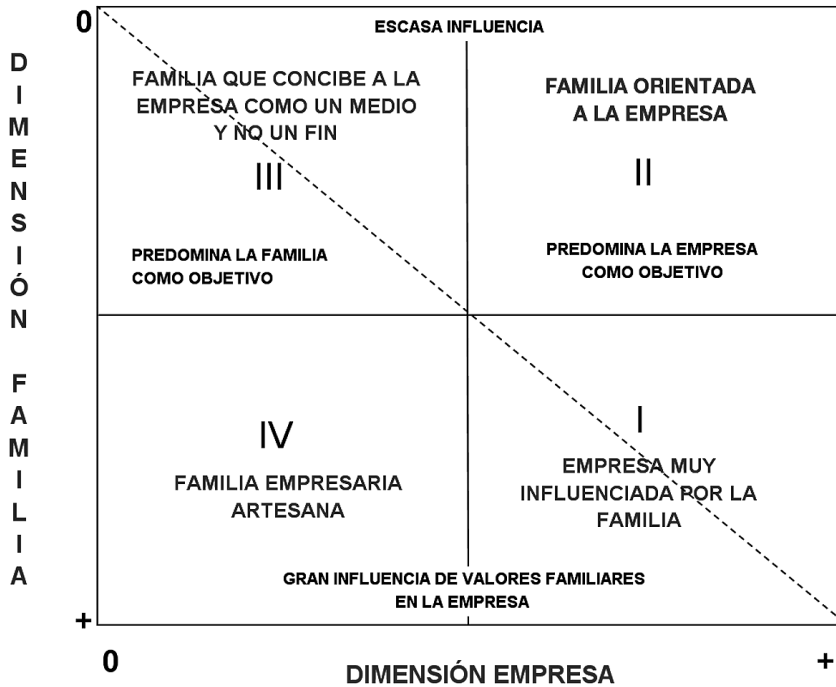 0
ESCASA INFLUENCIA
DIMENSIÓN FAMILIA
FAMILIA QUE CONCIBE A LA
EMPRESA COMO UN MEDIO
Y NO UN FIN
III
PREDOMINA LA FAMILIA
COMO OBJETIVO
FAMILIA ORIENTADA
A LA EMPRESA
II
PREDOMINA LA EMPRESA
COMO OBJETIVO
IV
FAMILIA EMPRESARIA
ARTESANA
I
EMPRESA MUY
INFLUENCIADA POR LA
FAMILIA
GRAN INFLUENCIA DE VALORES FAMILIARES
EN LA EMPRESA
+
0
DIMENSIÓN EMPRESA
+